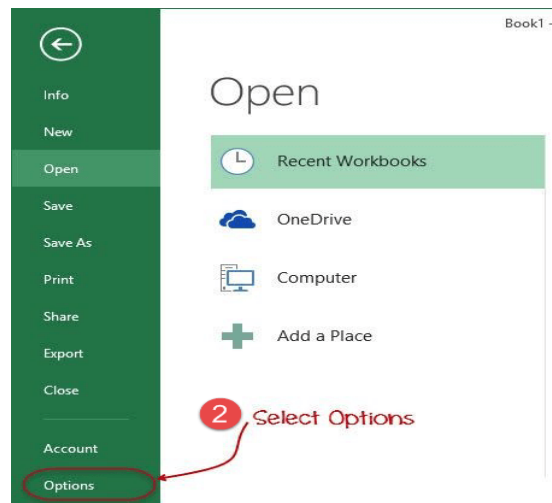 Book1 -
Info
New
Open
Save
Save As
Print
Share
Export
Close
Account
Options
Open
Recent Workbooks
OneDrive
Computer
Add a Place
2 Select Options